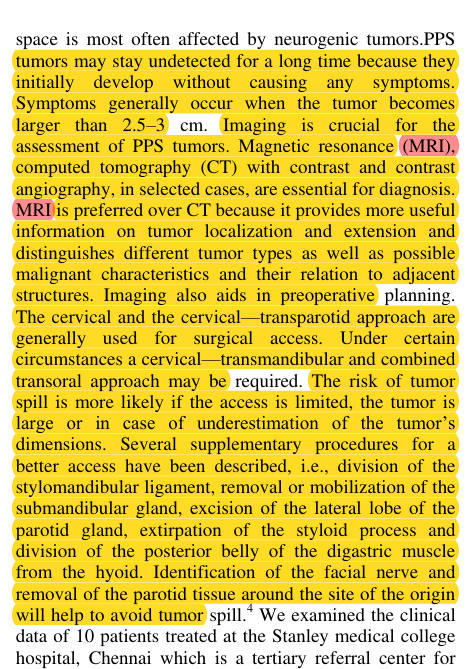 space is most often affected by neurogenic tumors.PPS
tumors may stay undetected for a long time because they
initially develop without causing any symptoms.
Symptoms generally occur when the tumor becomes
larger than 2.5–3 cm. Imaging is crucial for the
assessment of PPS tumors. Magnetic resonance (MRI),
computed tomography (CT) with contrast and contrast
angiography, in selected cases, are essential for diagnosis.
MRI is preferred over CT because it provides more useful
information on tumor localization and extension and
distinguishes different tumor types as well as possible
malignant characteristics and their relation to adjacent
structures. Imaging also aids in preoperative planning.
The cervical and the cervical—transparotid approach are
generally used for surgical access. Under certain
circumstances a cervical—transmandibular and combined
transoral approach may be required. The risk of tumor
spill is more likely if the access is limited, the tumor is
large or in case of underestimation of the tumor's
dimensions. Several supplementary procedures for a
better access have been described, i.e., division of the
stylomandibular ligament, removal or mobilization of the
submandibular gland, excision of the lateral lobe of the
parotid gland, extirpation of the styloid process and
division of the posterior belly of the digastric muscle
from the hyoid. Identification of the facial nerve and
removal of the parotid tissue around the site of the origin
will help to avoid tumor spill.⁴ We examined the clinical
data of 10 patients treated at the Stanley medical college
hospital, Chennai which is a tertiary referral center for